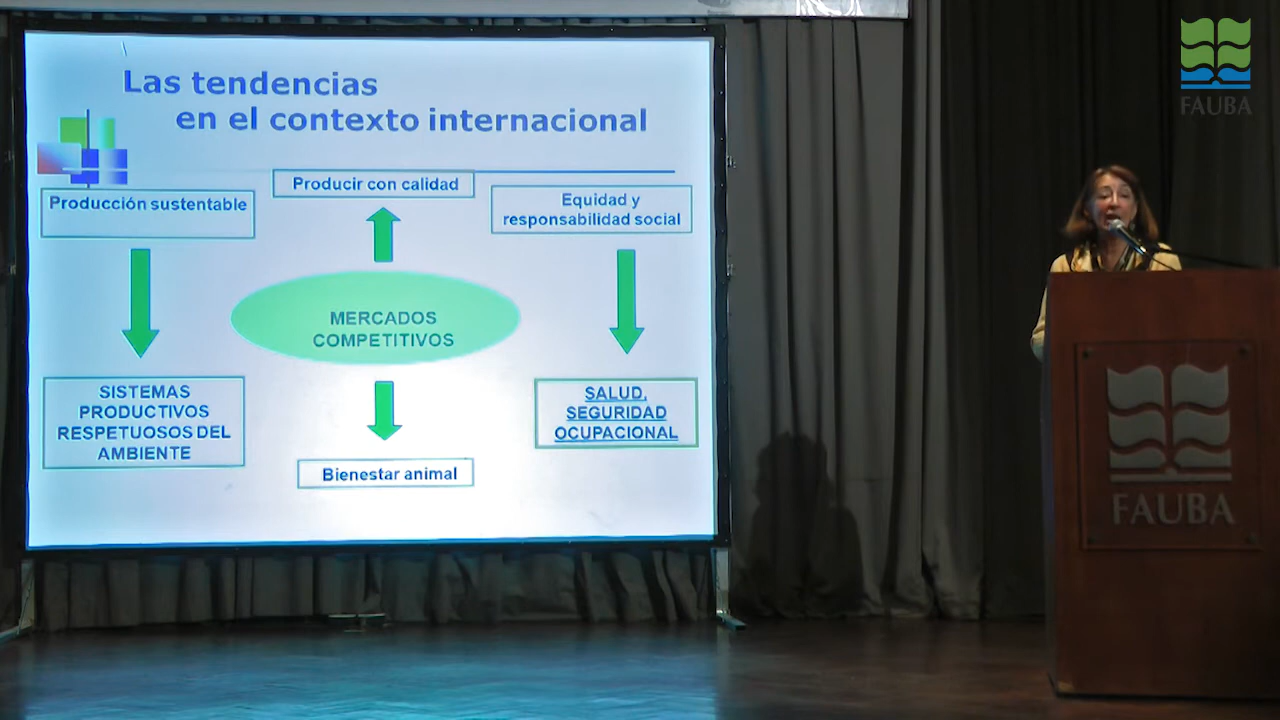 Las tendencias
en el contexto internacional
Producción sustentable
Producir con calidad
Equidad y
responsabilidad social
MERCADOS
COMPETITIVOS
SISTEMAS
PRODUCTIVOS
RESPETUOSOS DEL
AMBIENTE
Bienestar animal
SALUD,
SEGURIDAD
OCUPACIONAL
FAUBA
FAUBA